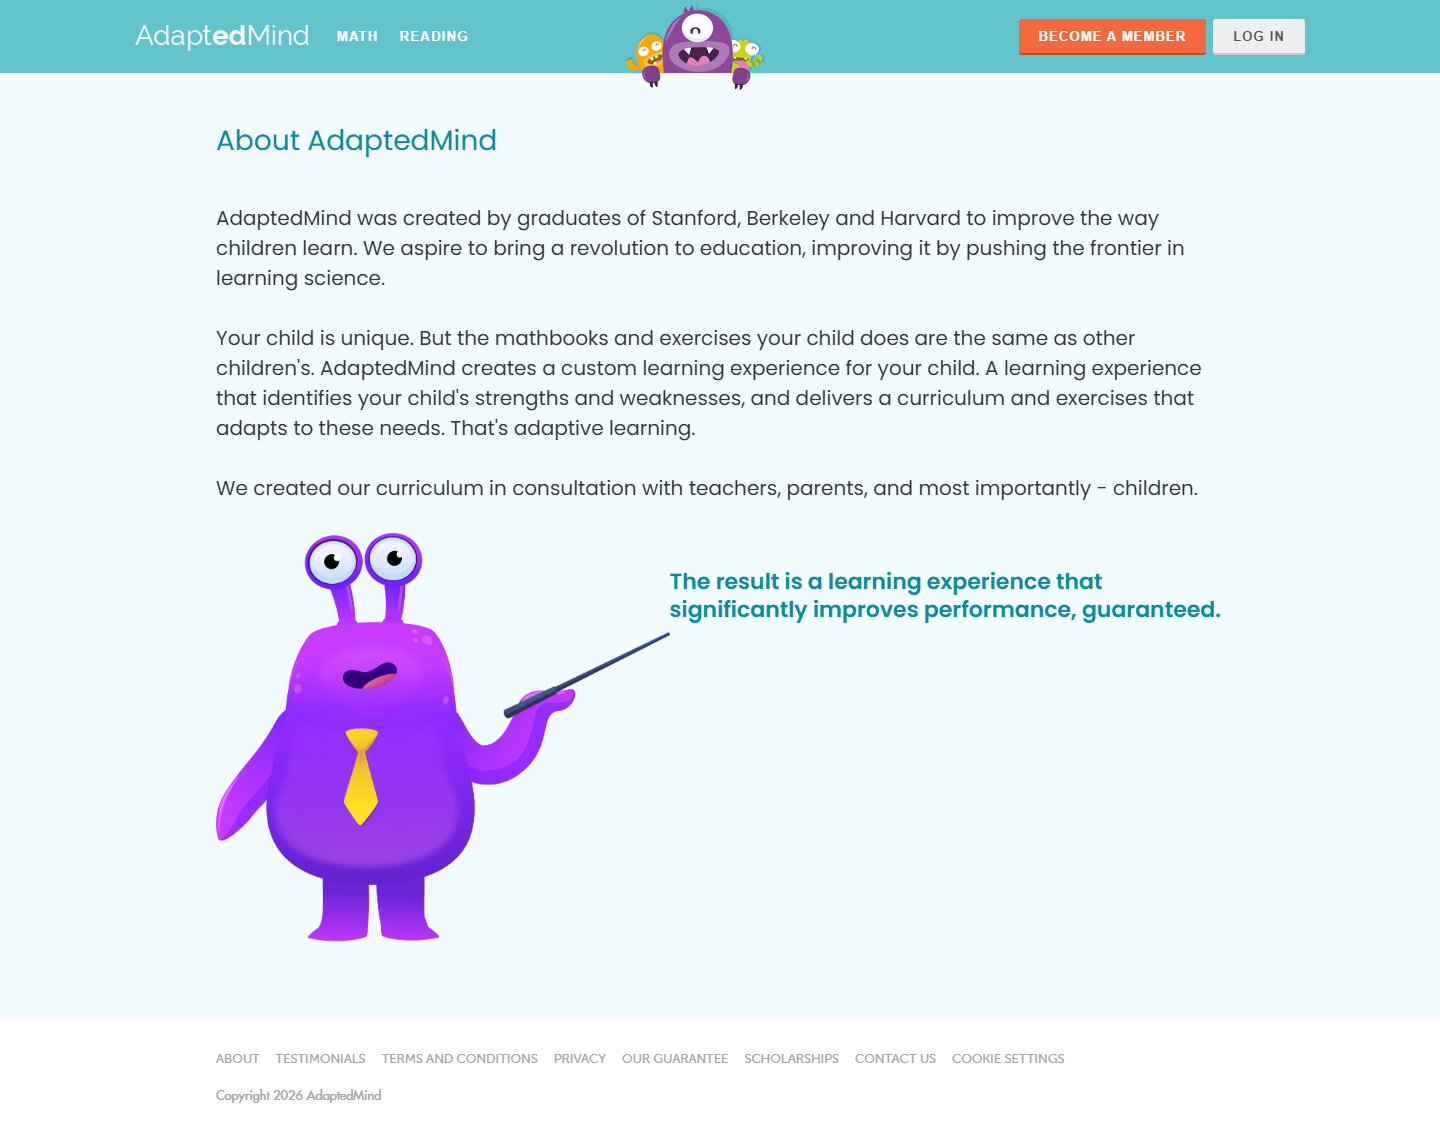 AdaptedMind MATH READING BECOME A MEMBER LOG IN
About AdaptedMind
AdaptedMind was created by graduates of Stanford, Berkeley and Harvard to improve the way
children learn. We aspire to bring a revolution to education, improving it by pushing the frontier in
learning science.
Your child is unique. But the mathbooks and exercises your child does are the same as other
children's. AdaptedMind creates a custom learning experience for your child. A learning experience
that identifies your child's strengths and weaknesses, and delivers a curriculum and exercises that
adapts to these needs. That's adaptive learning.
We created our curriculum in consultation with teachers, parents, and most importantly - children.
The result is a learning experience that
significantly improves performance, guaranteed.
ABOUT TESTIMONIALS TERMS AND CONDITIONS PRIVACY OUR GUARANTEE SCHOLARSHIPS CONTACT US COOKIE SETTINGS
Copyright 2026 AdaptedMind